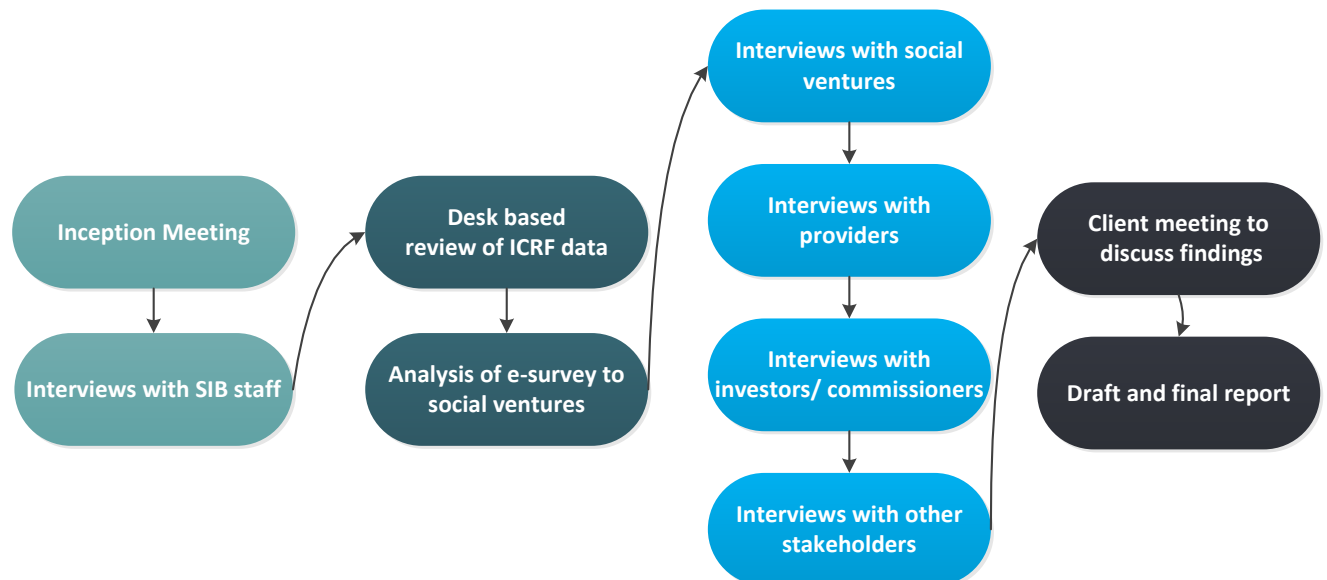 Inception Meeting
Interviews with SIB staff
Desk based
review of ICRF data
Analysis of e-survey to
social ventures
Interviews with social
ventures
Interviews with
providers
Interviews with
investors/ commissioners
Interviews with other
stakeholders
Client meeting to
discuss findings
Draft and final report